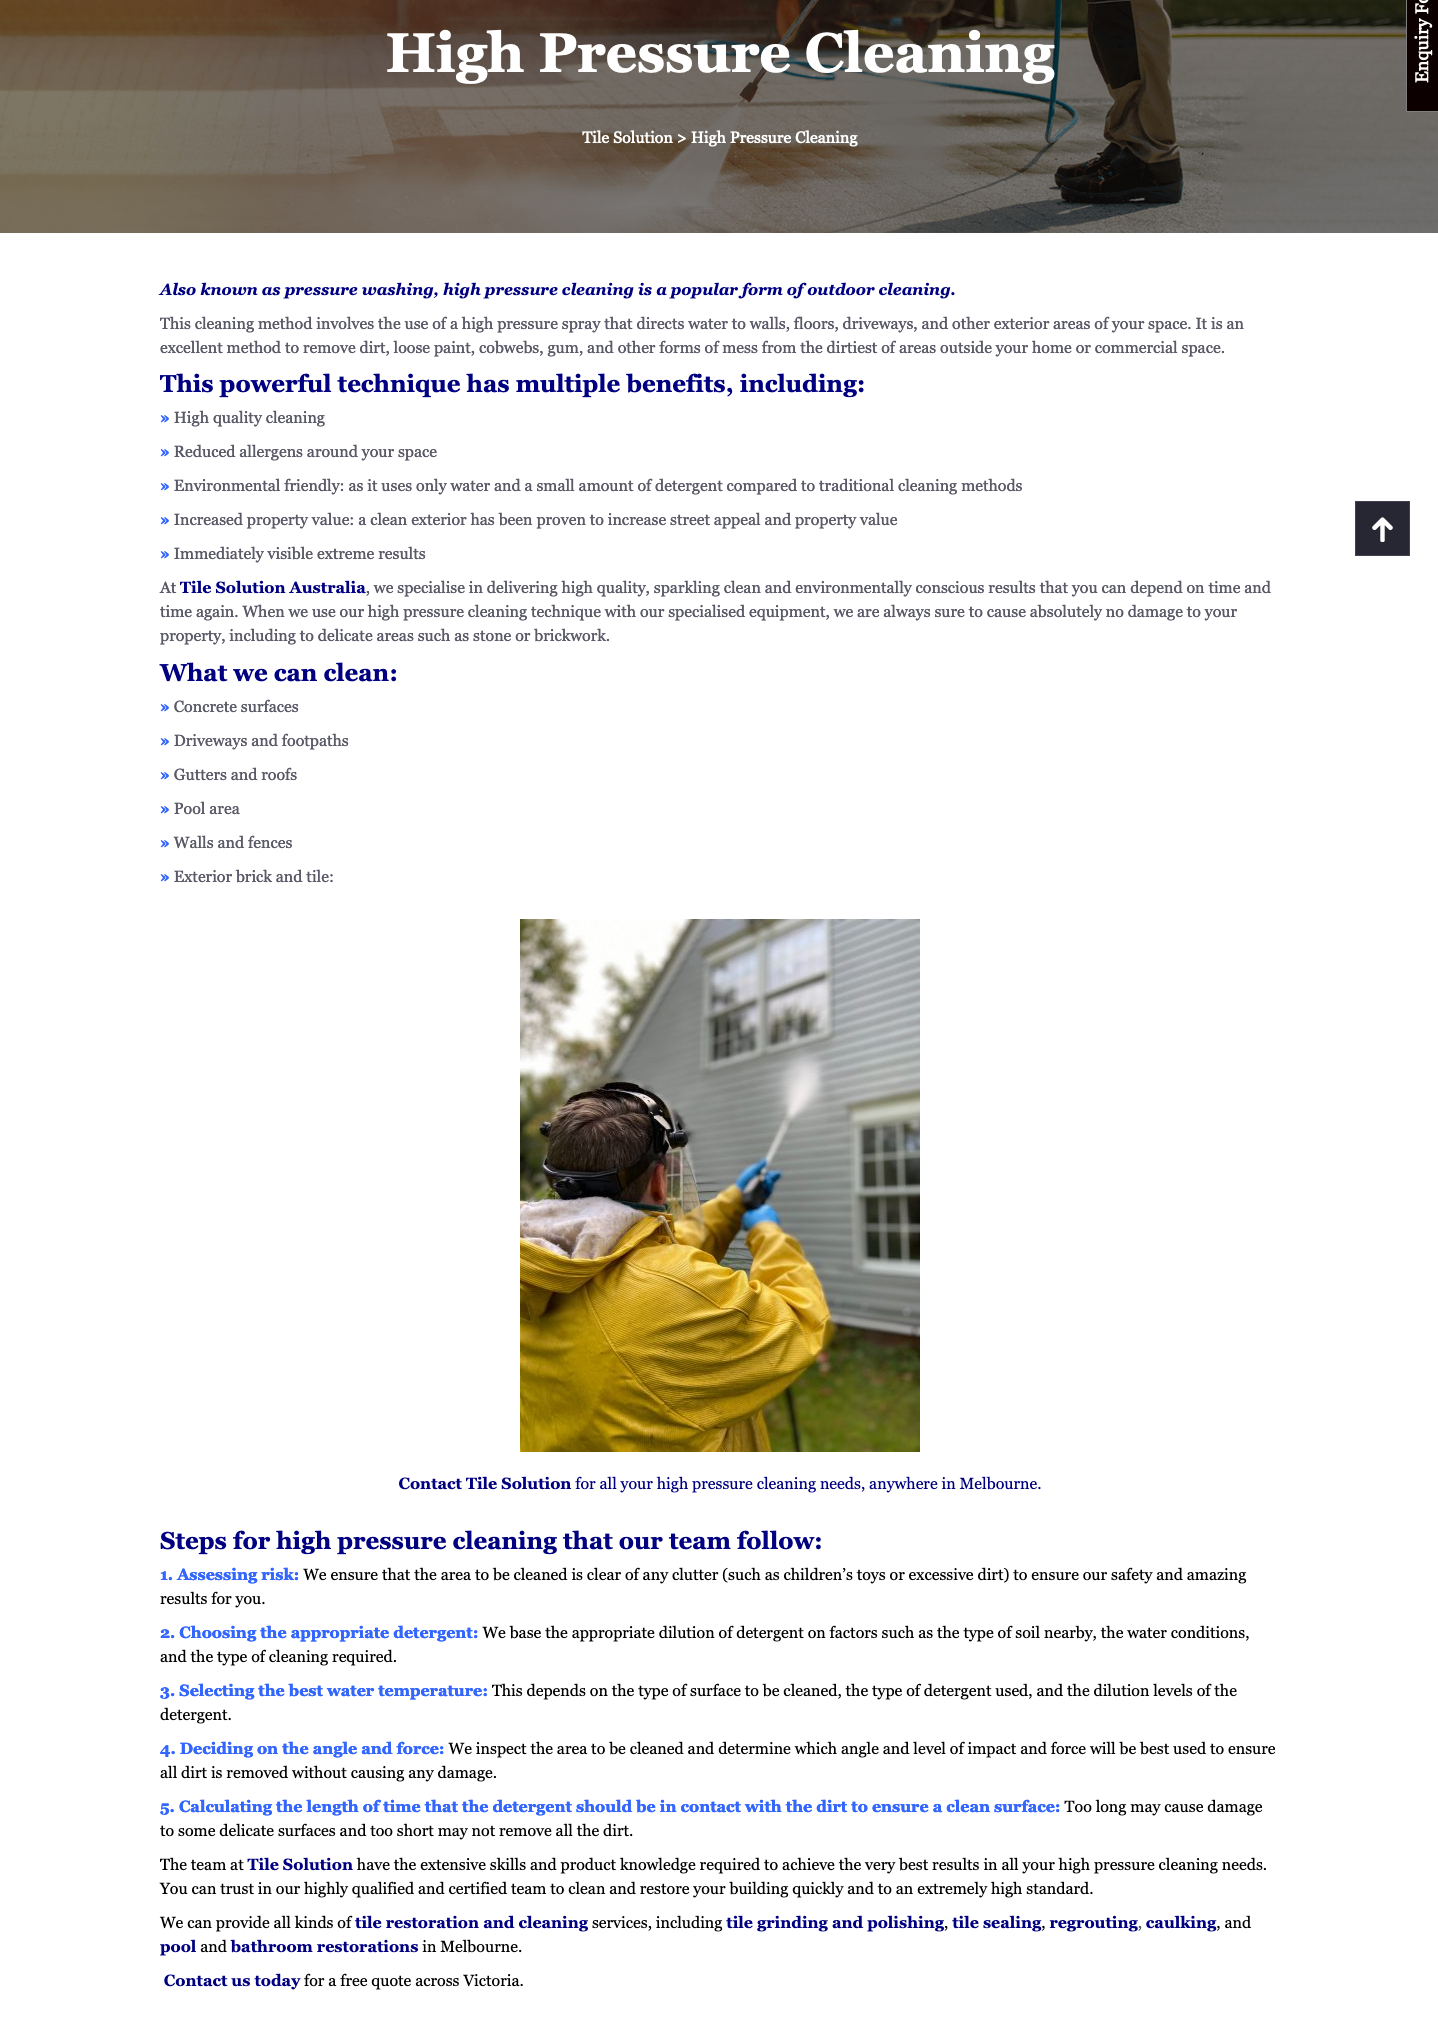 High Pressure Cleaning
Enquiry Fo
Tile Solution > High Pressure Cleaning
Also known as pressure washing, high pressure cleaning is a popular form of outdoor cleaning.
This cleaning method involves the use of a high pressure spray that directs water to walls, floors, driveways, and other exterior areas of your space. It is an
excellent method to remove dirt, loose paint, cobwebs, gum, and other forms of mess from the dirtiest of areas outside your home or commercial space.
This powerful technique has multiple benefits, including:
» High quality cleaning
» Reduced allergens around your space
» Environmental friendly: as it uses only water and a small amount of detergent compared to traditional cleaning methods
» Increased property value: a clean exterior has been proven to increase street appeal and property value
» Immediately visible extreme results
At Tile Solution Australia, we specialise in delivering high quality, sparkling clean and environmentally conscious results that you can depend on time and
time again. When we use our high pressure cleaning technique with our specialised equipment, we are always sure to cause absolutely no damage to your
property, including to delicate areas such as stone or brickwork.
What we can clean:
» Concrete surfaces
» Driveways and footpaths
» Gutters and roofs
» Pool area
» Walls and fences
» Exterior brick and tile:
Contact Tile Solution for all your high pressure cleaning needs, anywhere in Melbourne.
Steps for high pressure cleaning that our team follow:
1. Assessing risk: We ensure that the area to be cleaned is clear of any clutter (such as children’s toys or excessive dirt) to ensure our safety and amazing
results for you.
2. Choosing the appropriate detergent: We base the appropriate dilution of detergent on factors such as the type of soil nearby, the water conditions,
and the type of cleaning required.
3. Selecting the best water temperature: This depends on the type of surface to be cleaned, the type of detergent used, and the dilution levels of the
detergent.
4. Deciding on the angle and force: We inspect the area to be cleaned and determine which angle and level of impact and force will be best used to ensure
all dirt is removed without causing any damage.
5. Calculating the length of time that the detergent should be in contact with the dirt to ensure a clean surface: Too long may cause damage
to some delicate surfaces and too short may not remove all the dirt.
The team at Tile Solution have the extensive skills and product knowledge required to achieve the very best results in all your high pressure cleaning needs.
You can trust in our highly qualified and certified team to clean and restore your building quickly and to an extremely high standard.
We can provide all kinds of tile restoration and cleaning services, including tile grinding and polishing, tile sealing, regrouting, caulking, and
pool and bathroom restorations in Melbourne.
Contact us today for a free quote across Victoria.